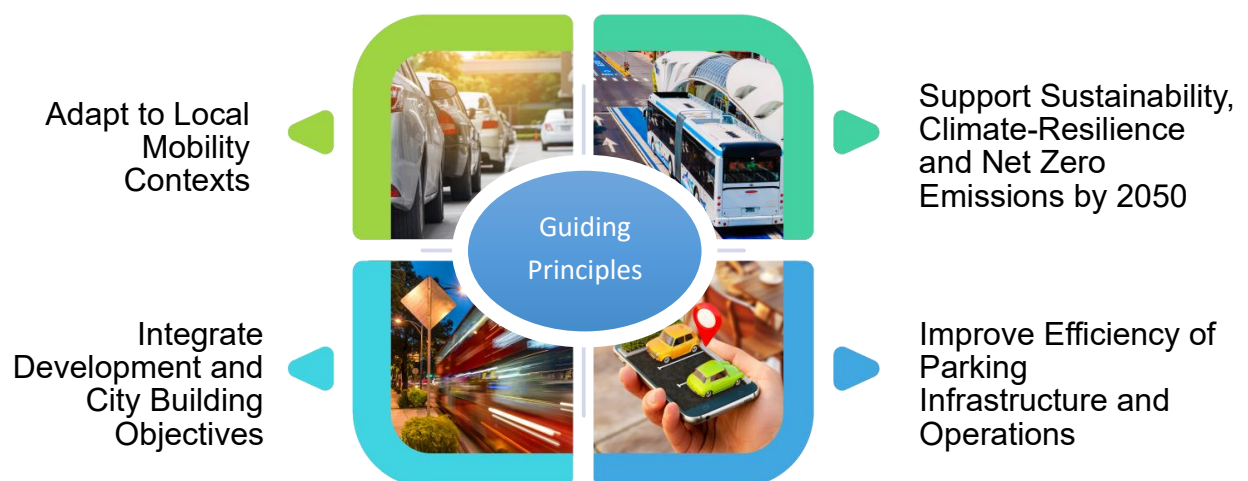 Adapt to Local
Mobility
Contexts
Support Sustainability,
Climate-Resilience
and Net Zero
Emissions by 2050
Guiding
Principles
Integrate
Development and
City Building
Objectives
Improve Efficiency of
Parking
Infrastructure and
Operations